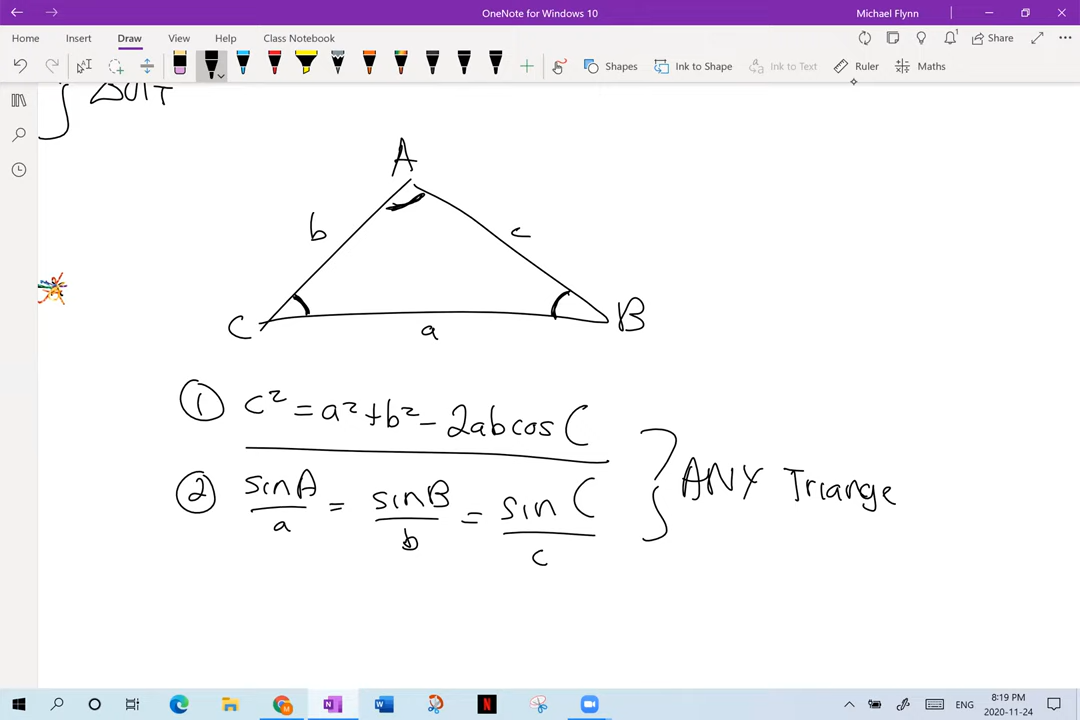 OneNote for Windows 10
Michael Flynn
Home Insert Draw View Help Class Notebook
Share
Shapes Ink to Shape Ink to Text Ruler Maths
A
b
c
C
a
B
① c² = a² + b² - 2ab cos C
② sin A / a = sin B / b = sin C / c
} ANY Triange
ENG
8:19 PM
2020-11-24